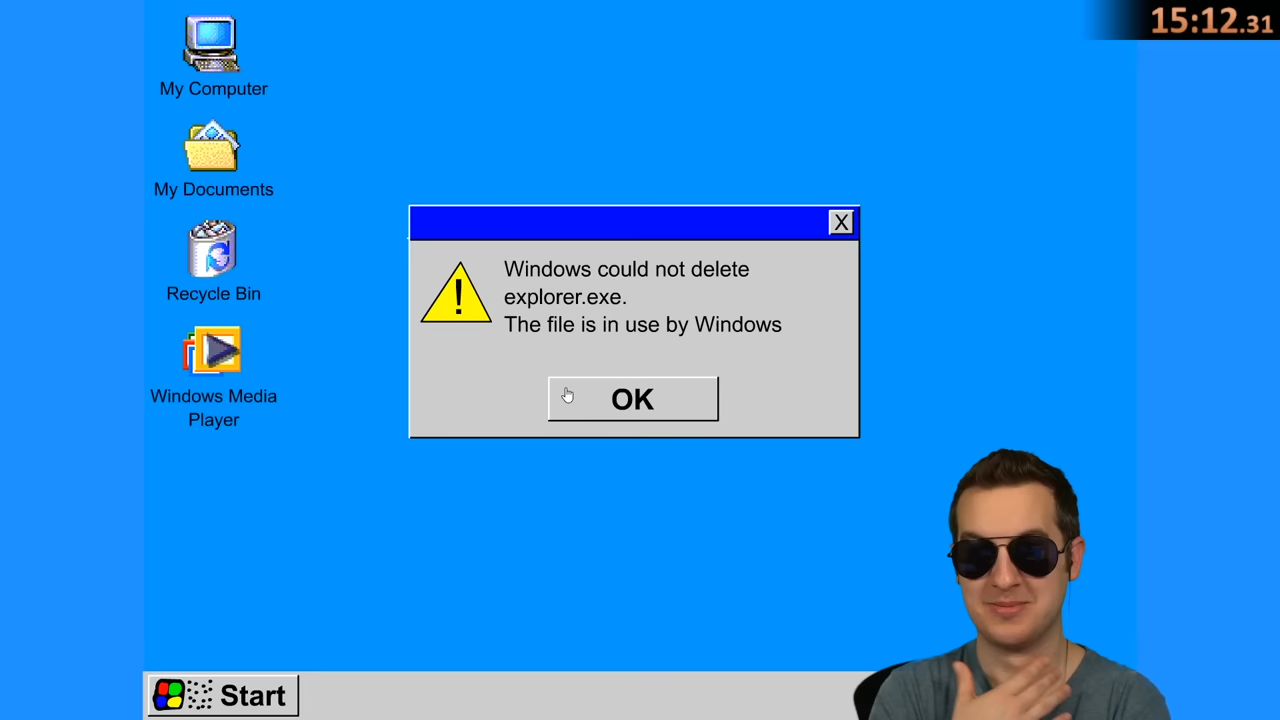 15:12.31
My Computer
My Documents
Recycle Bin
Windows Media
Player
X
!
Windows could not delete
explorer.exe.
The file is in use by Windows
OK
Start